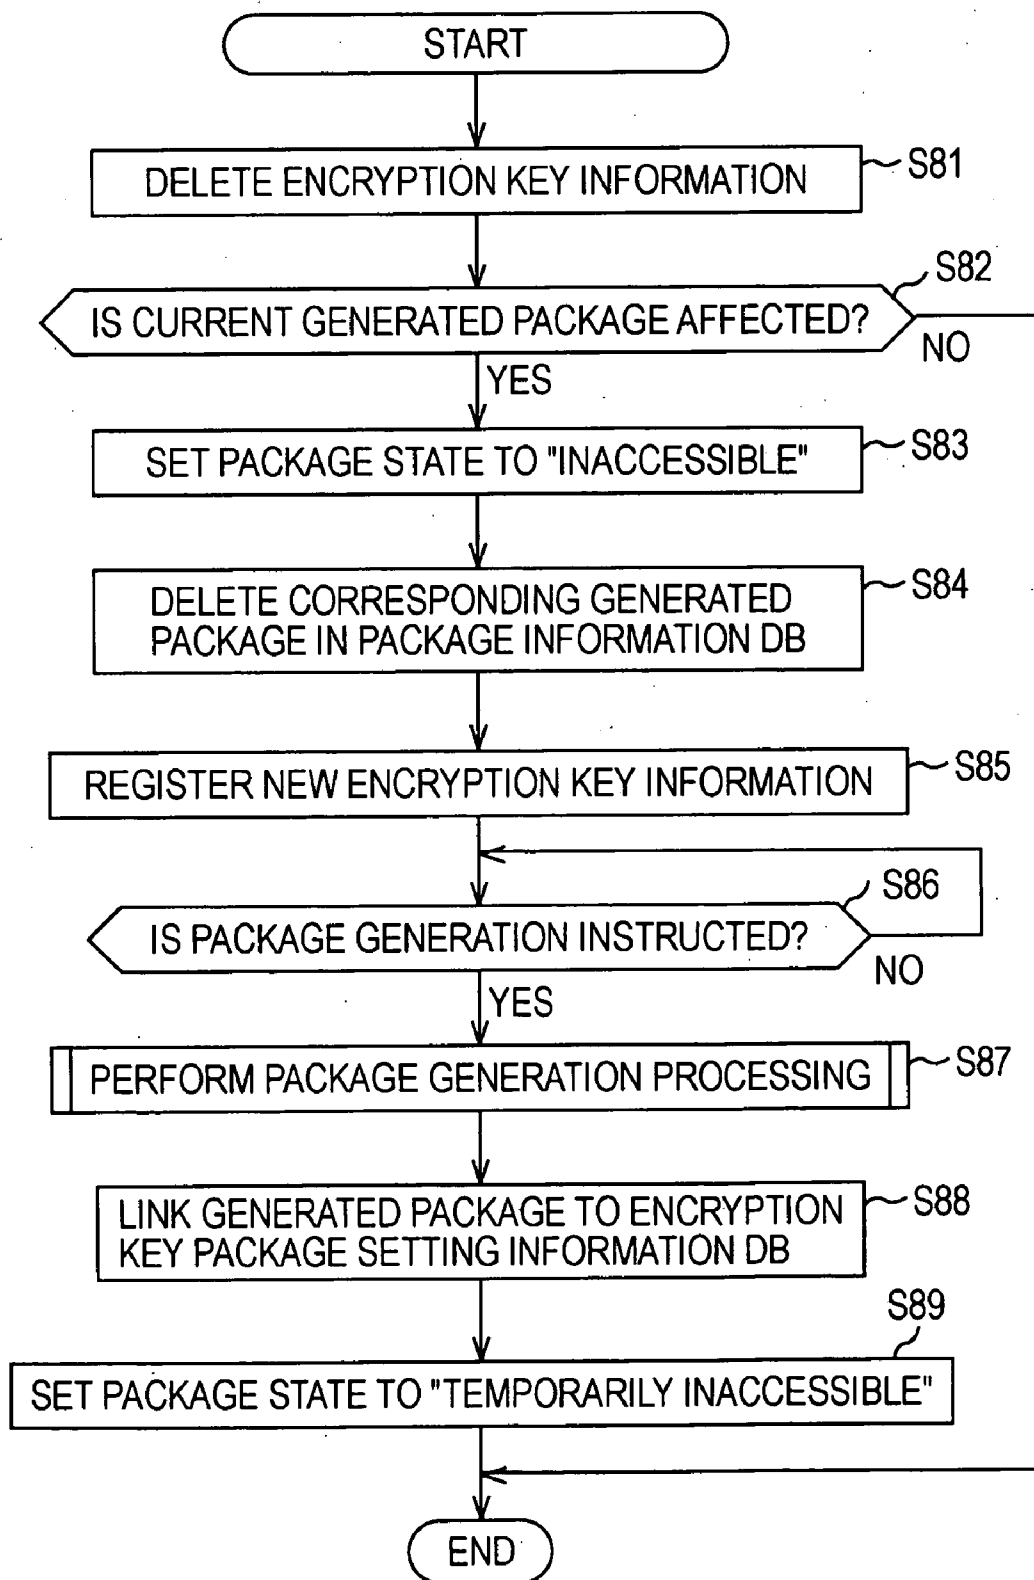 START
DELETE ENCRYPTION KEY INFORMATION
S81
S82
IS CURRENT GENERATED PACKAGE AFFECTED?
NO
YES
SET PACKAGE STATE TO "INACCESSIBLE"
S83
DELETE CORRESPONDING GENERATED
PACKAGE IN PACKAGE INFORMATION DB
S84
REGISTER NEW ENCRYPTION KEY INFORMATION
S85
S86
IS PACKAGE GENERATION INSTRUCTED?
NO
YES
PERFORM PACKAGE GENERATION PROCESSING
S87
LINK GENERATED PACKAGE TO ENCRYPTION
KEY PACKAGE SETTING INFORMATION DB
S88
S89
SET PACKAGE STATE TO "TEMPORARILY INACCESSIBLE"
END